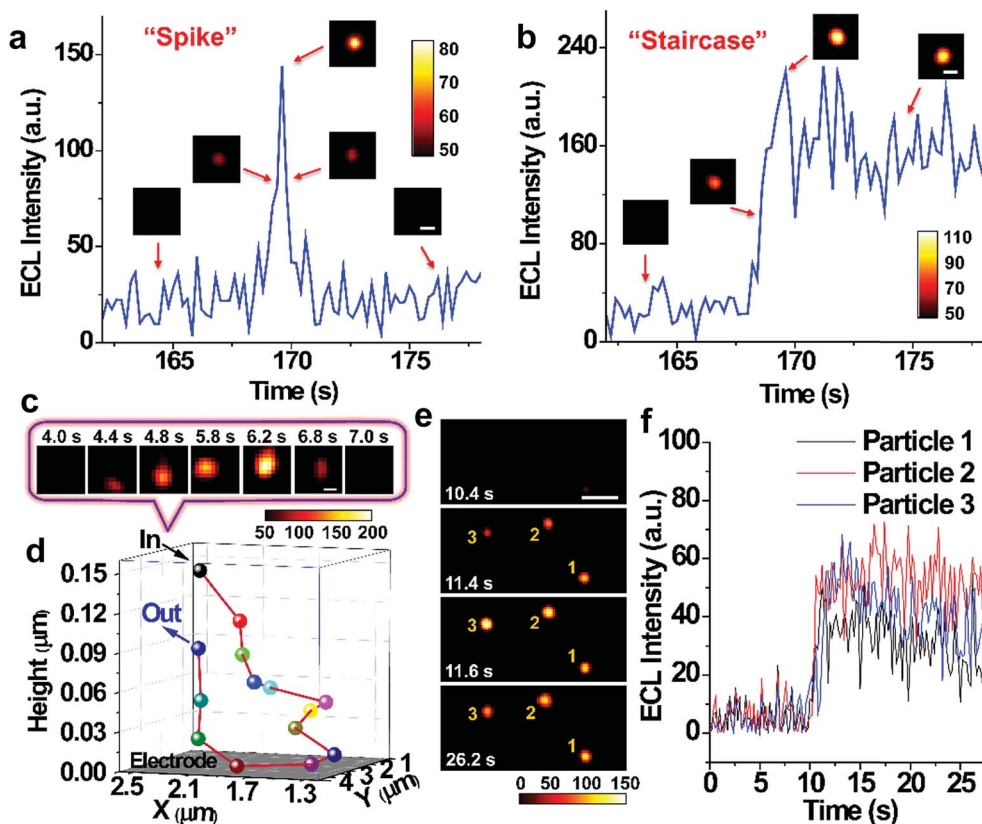 a
"Spike"
ECL Intensity (a.u.)
150
100
50
0
80
70
60
50
165
170
175
Time (s)
b
"Staircase"
ECL Intensity (a.u.)
240
160
80
0
110
90
70
50
165
170
175
Time (s)
c
4.0 s 4.4 s 4.8 s 5.8 s 6.2 s 6.8 s 7.0 s
50 100 150 200
d
In
Out
Height (μm)
0.15
0.12
0.09
0.06
0.03
0.00
Electrode
2.5 2.1 1.7 1.3
X (μm)
4 3 2 1
Y (μm)
e
10.4 s
3 2
1
11.4 s
3 2
1
11.6 s
3 2
1
26.2 s
0 50 100 150
f
ECL Intensity (a.u.)
100
80
60
40
20
0
Particle 1
Particle 2
Particle 3
0 5 10 15 20 25
Time (s)